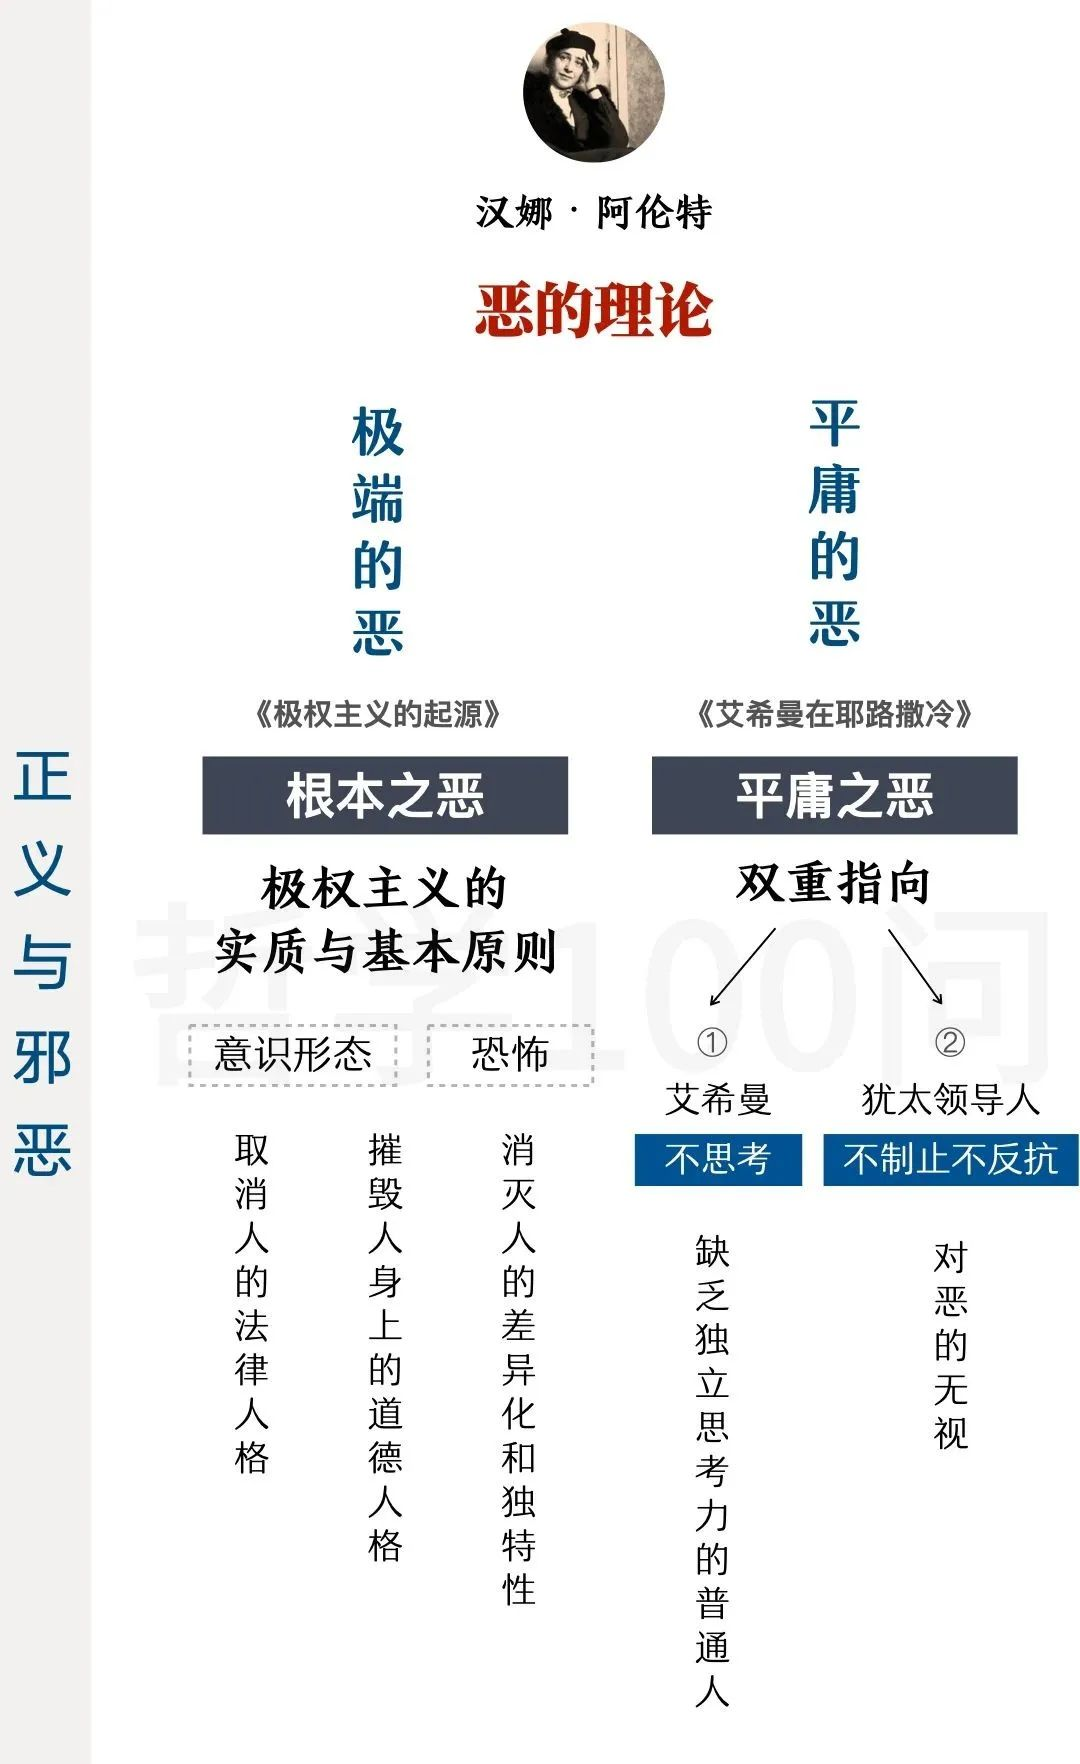 汉娜·阿伦特
恶的理论
极端的恶
平庸的恶
《极权主义的起源》
《艾希曼在耶路撒冷》
根本之恶
平庸之恶
极权主义的
实质与基本原则
双重指向
意识形态
恐怖
①
②
艾希曼
犹太领导人
不思考
不制止不反抗
取消人的法律人格
摧毁人身上的道德人格
消灭人的差异化和独特性
缺乏独立思考力的普通人
对恶的无视
正义与邪恶
哲学100问